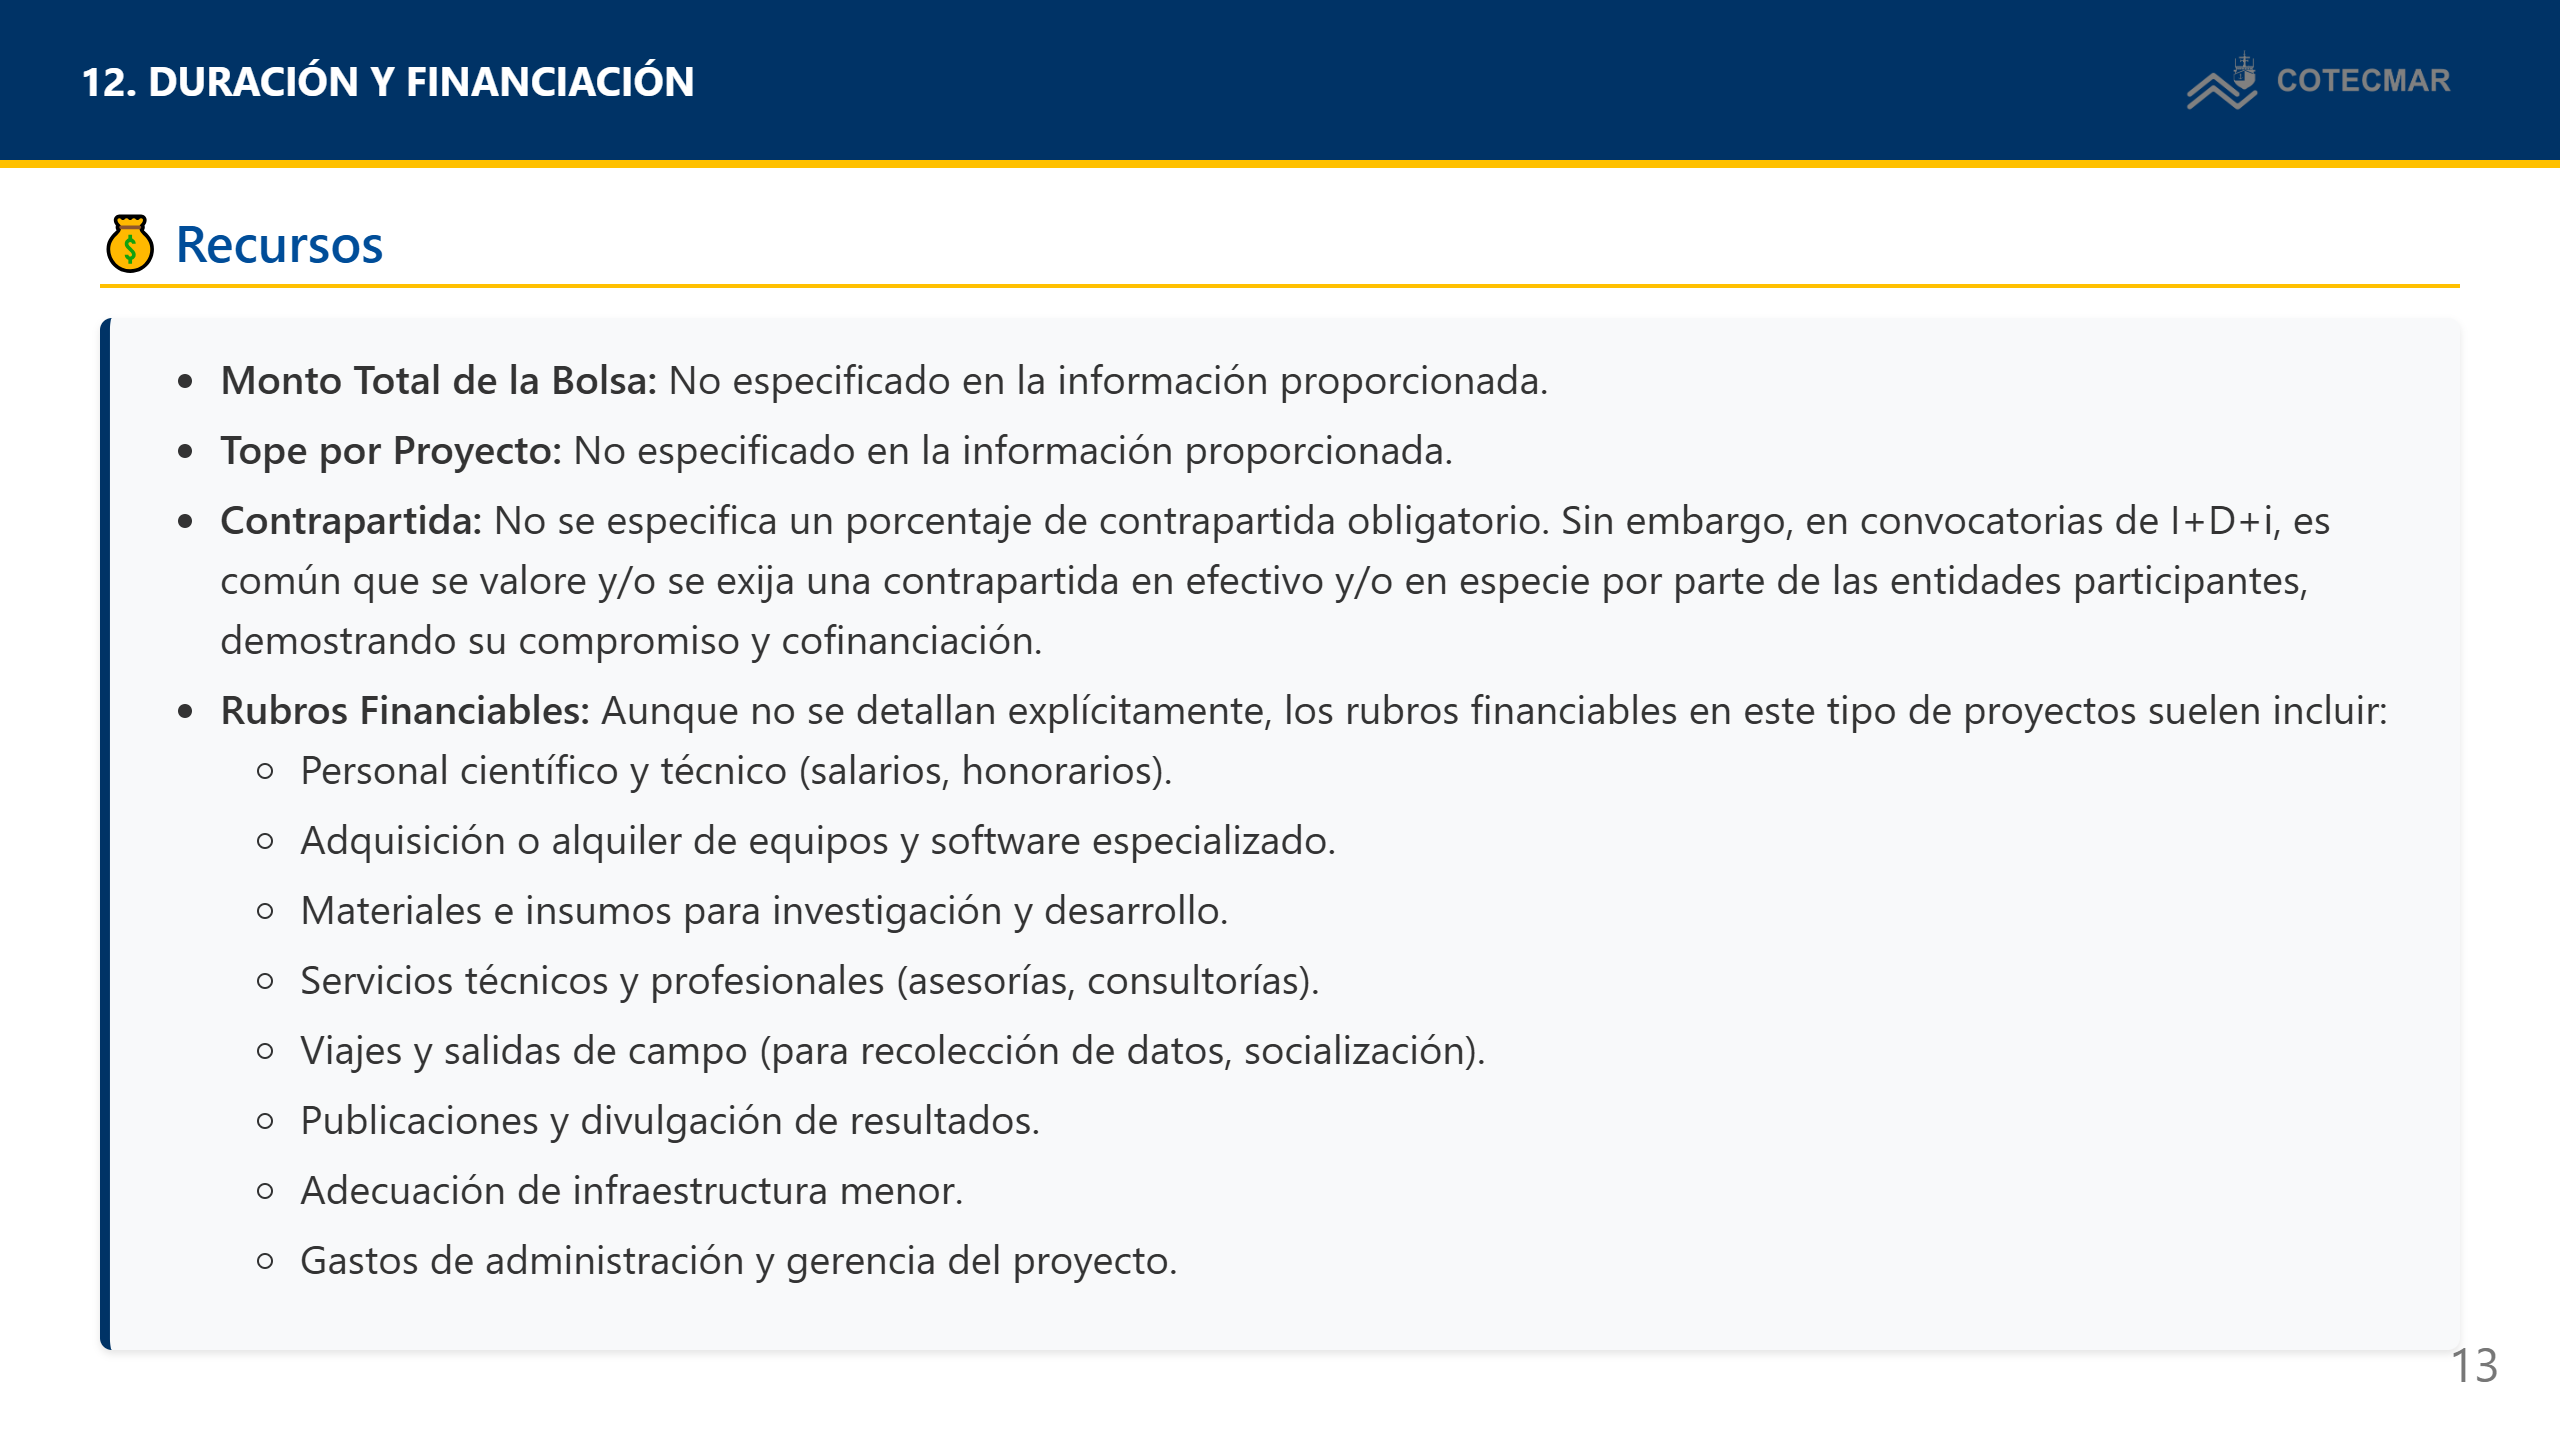 12. DURACIÓN Y FINANCIACIÓN
COTECMAR
Recursos
• Monto Total de la Bolsa: No especificado en la información proporcionada.
• Tope por Proyecto: No especificado en la información proporcionada.
• Contrapartida: No se especifica un porcentaje de contrapartida obligatorio. Sin embargo, en convocatorias de I+D+i, es
común que se valore y/o se exija una contrapartida en efectivo y/o en especie por parte de las entidades participantes,
demostrando su compromiso y cofinanciación.
• Rubros Financiables: Aunque no se detallan explícitamente, los rubros financiables en este tipo de proyectos suelen incluir:
○ Personal científico y técnico (salarios, honorarios).
○ Adquisición o alquiler de equipos y software especializado.
○ Materiales e insumos para investigación y desarrollo.
○ Servicios técnicos y profesionales (asesorías, consultorías).
○ Viajes y salidas de campo (para recolección de datos, socialización).
○ Publicaciones y divulgación de resultados.
○ Adecuación de infraestructura menor.
○ Gastos de administración y gerencia del proyecto.
13